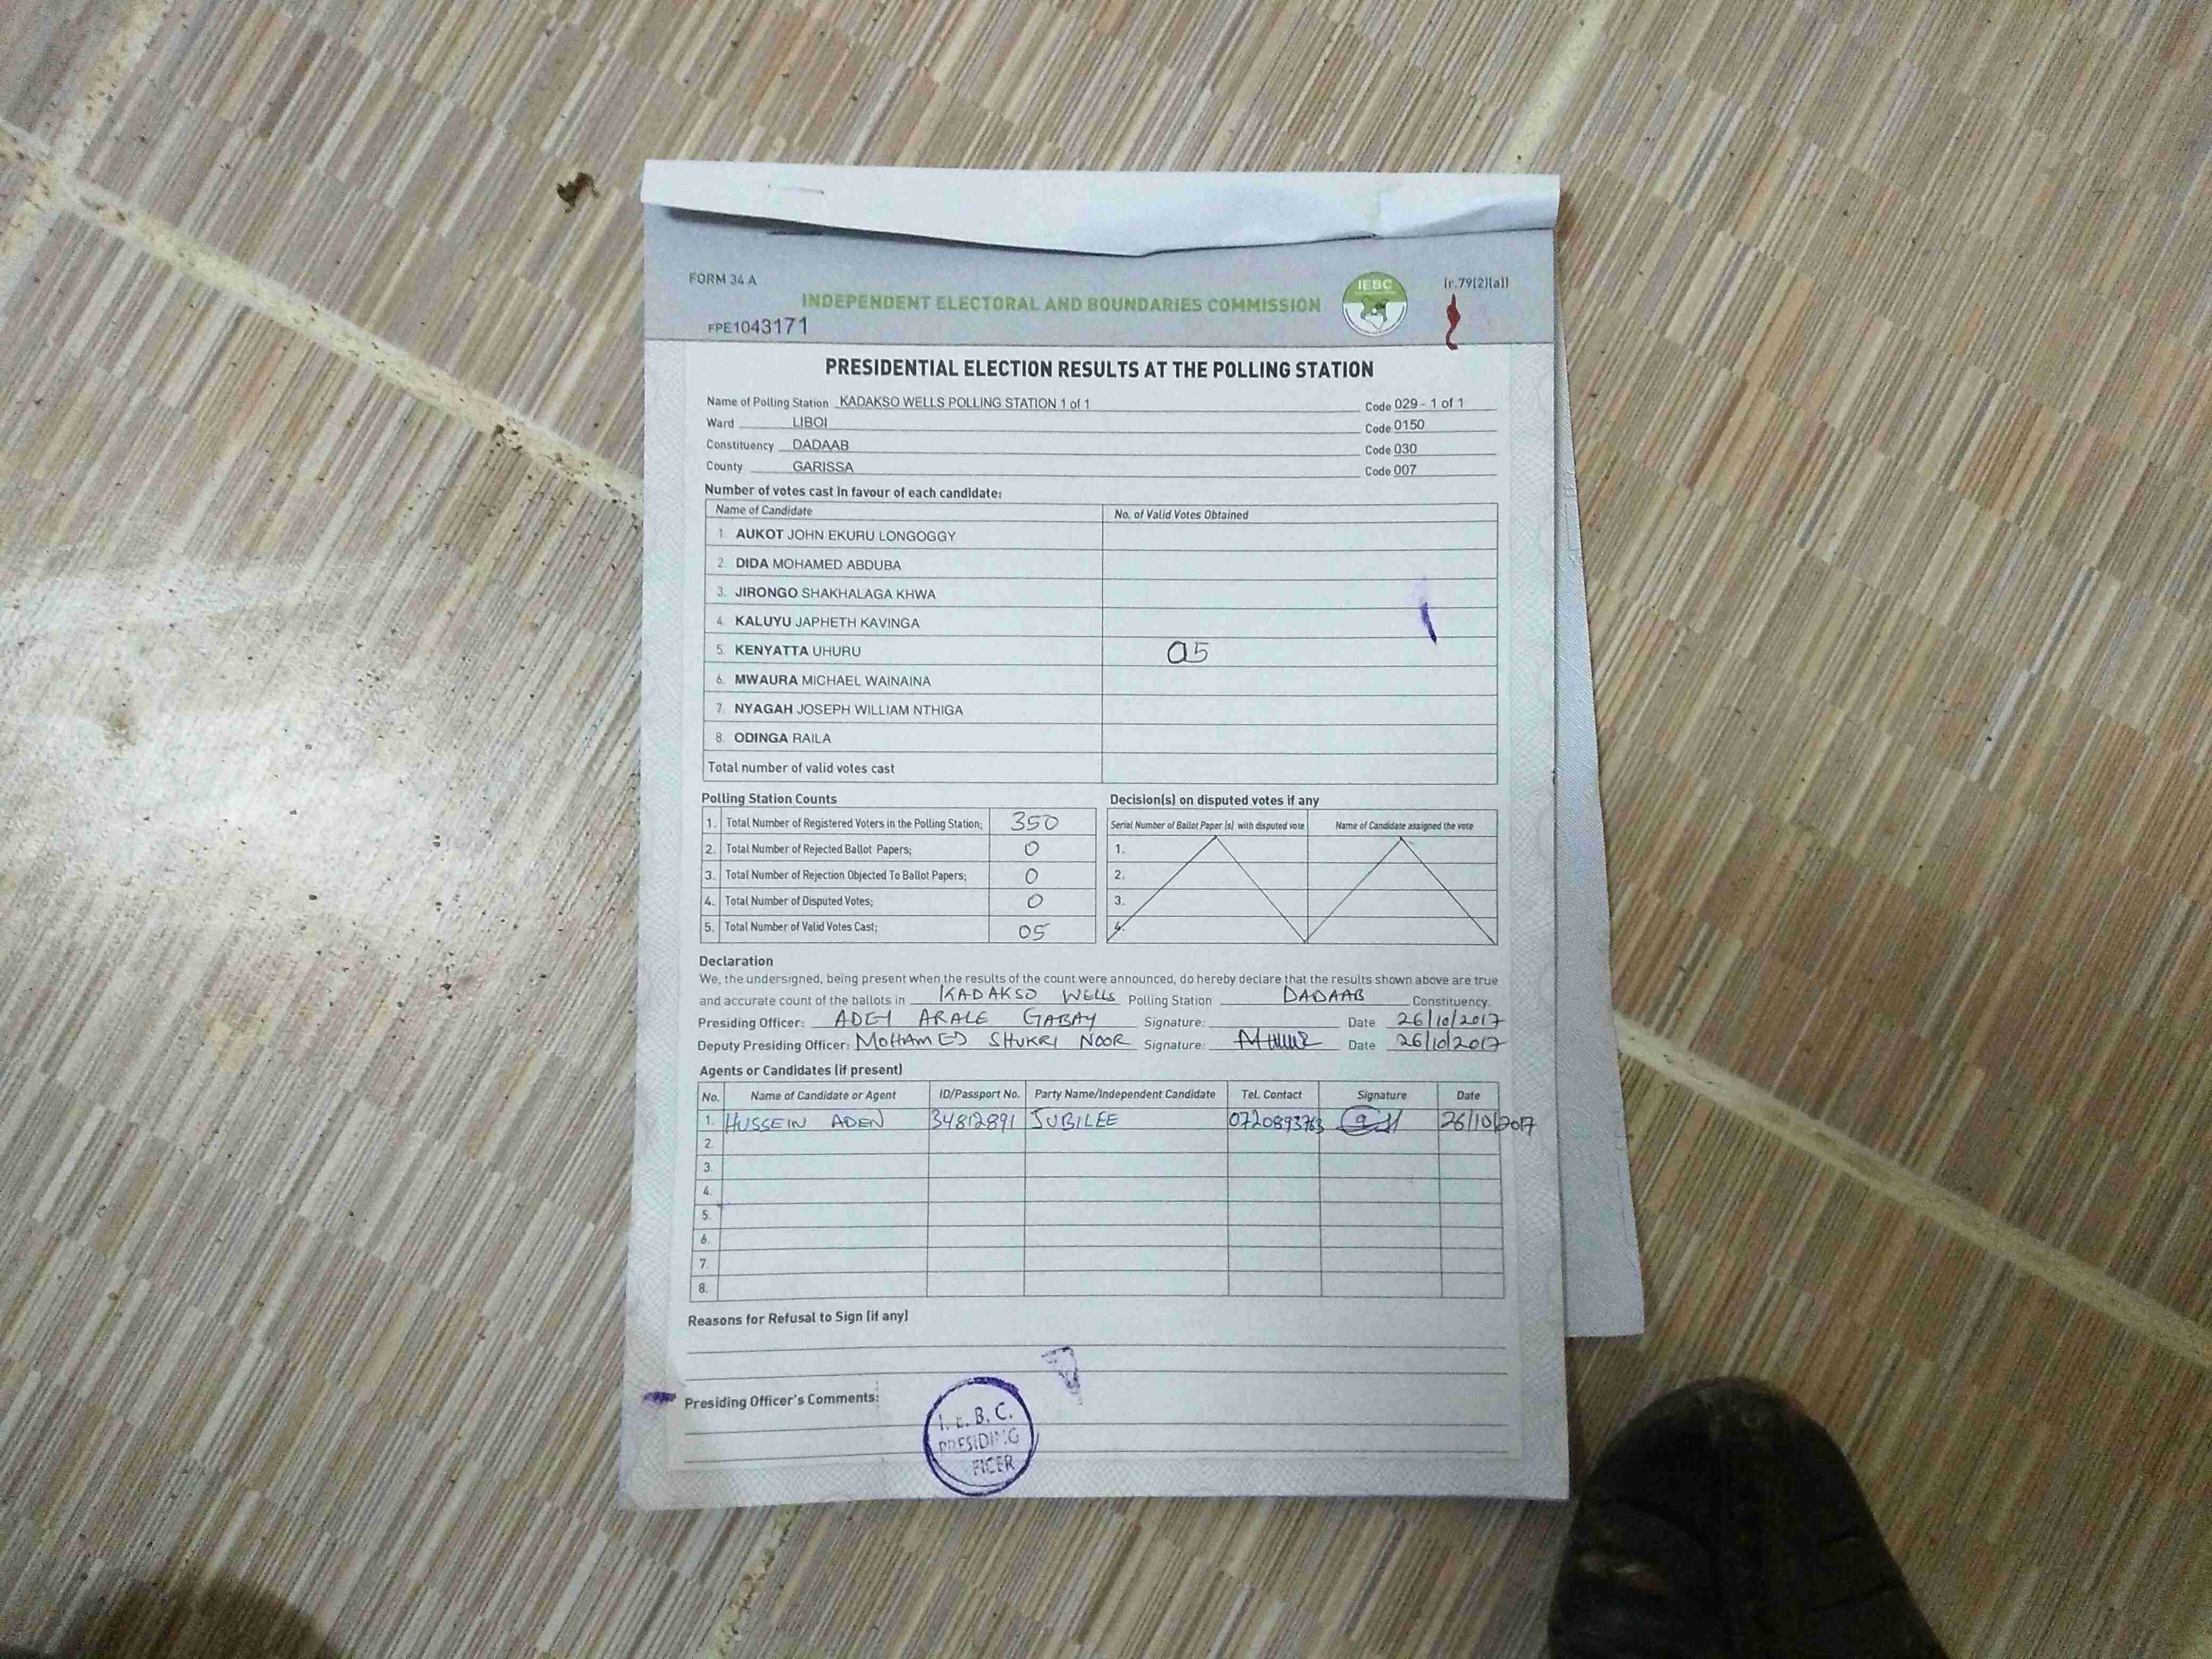 FORM 34 A
IEBC
(r.79(2)(a))
INDEPENDENT ELECTORAL AND BOUNDARIES COMMISSION
FPE1043171
PRESIDENTIAL ELECTION RESULTS AT THE POLLING STATION
Name of Polling Station KADAKSO WELLS POLLING STATION 1 of 1 Code 029 - 1 of 1
Ward LIBOI Code 0150
Constituency DADAAB Code 030
County GARISSA Code 007
Number of votes cast in favour of each candidate:
Name of Candidate No. of Valid Votes Obtained
1. AUKOT JOHN EKURU LONGOGGY
2. DIDA MOHAMED ABDUBA
3. JIRONGO SHAKHALAGA KHWA
4. KALUYU JAPHETH KAVINGA
5. KENYATTA UHURU 05
6. MWAURA MICHAEL WAINAINA
7. NYAGAH JOSEPH WILLIAM NTHIGA
8. ODINGA RAILA
Total number of valid votes cast
Polling Station Counts
1. Total Number of Registered Voters in the Polling Station; 350
2. Total Number of Rejected Ballot Papers; 0
3. Total Number of Rejection Objected To Ballot Papers; 0
4. Total Number of Disputed Votes; 0
5. Total Number of Valid Votes Cast; 05
Decision(s) on disputed votes if any
Serial Number of Ballot Paper (s) with disputed vote Name of Candidate assigned the vote
1.
2.
3.
4.
Declaration
We, the undersigned, being present when the results of the count were announced, do hereby declare that the results shown above are true
and accurate count of the ballots in KADAKSO WELLS Polling Station DADAAB Constituency.
Presiding Officer: ADEY ARALE GABAY Signature: Date 26/10/2017
Deputy Presiding Officer: MOHAMED SHUKRI NOOR Signature: Date 26/10/2017
Agents or Candidates (if present)
No. Name of Candidate or Agent ID/Passport No. Party Name/Independent Candidate Tel. Contact Signature Date
1. HUSSEIN ADEN 34812891 JUBILEE 0720893763 26/10/2017
2.
3.
4.
5.
6.
7.
8.
Reasons for Refusal to Sign (if any)
Presiding Officer's Comments:
I.E.B.C.
PRESIDING
FICER